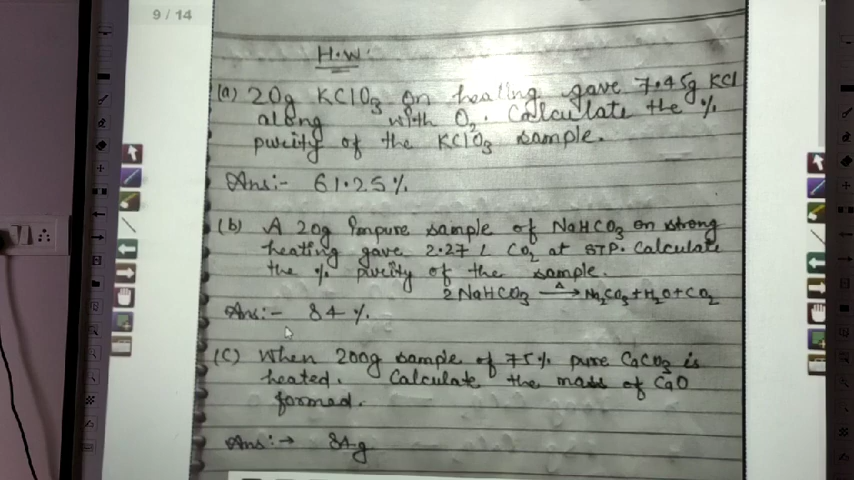 9 / 14
H.W.
(a) 20g KClO₃ on heating gave 7.45g KCl
along with O₂. Calculate the %
purity of the KClO₃ sample.
Ans:- 61.25%
(b) A 20g Impure sample of NaHCO₃ on strong
heating gave 2.27 L CO₂ at STP. Calculate
the % purity of the sample.
2 NaHCO₃ —Δ→ Na₂CO₃ + H₂O + CO₂
Ans:- 84 %.
(C) When 200g sample of 75% pure CaCO₃ is
heated. Calculate the mass of CaO
formed.
Ans:→ 84g